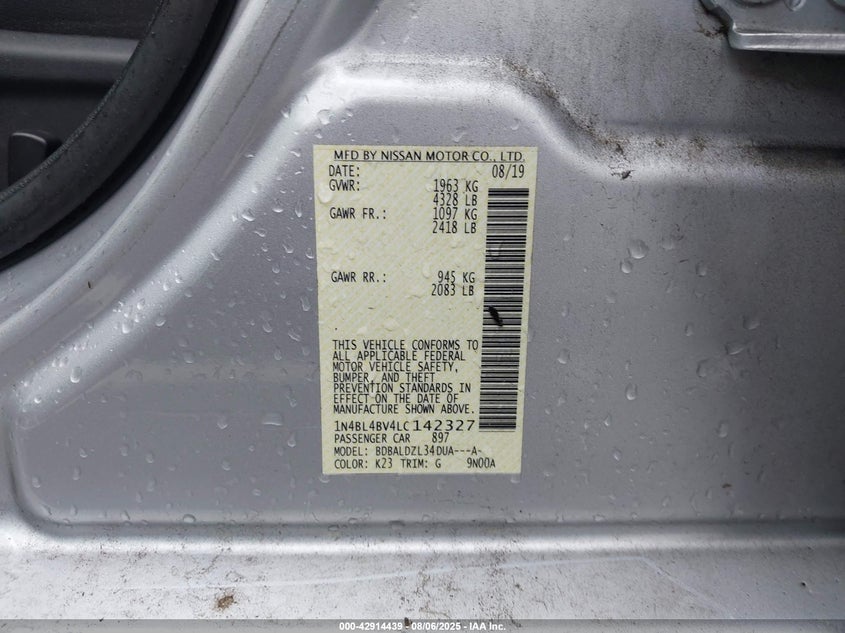 MFD BY NISSAN MOTOR CO., LTD.
DATE: 08/19
GVWR: 1963 KG
4328 LB
GAWR FR.: 1097 KG
2418 LB
GAWR RR.: 945 KG
2083 LB
THIS VEHICLE CONFORMS TO
ALL APPLICABLE FEDERAL
MOTOR VEHICLE SAFETY,
BUMPER, AND THEFT
PREVENTION STANDARDS IN
EFFECT ON THE DATE OF
MANUFACTURE SHOWN ABOVE.
1N4BL4BV4LC142327
PASSENGER CAR 897
MODEL: BDBALDZL34DUA---A-
COLOR: K23 TRIM: G 9N00A
000-42914439 - 08/06/2025 - IAA Inc.